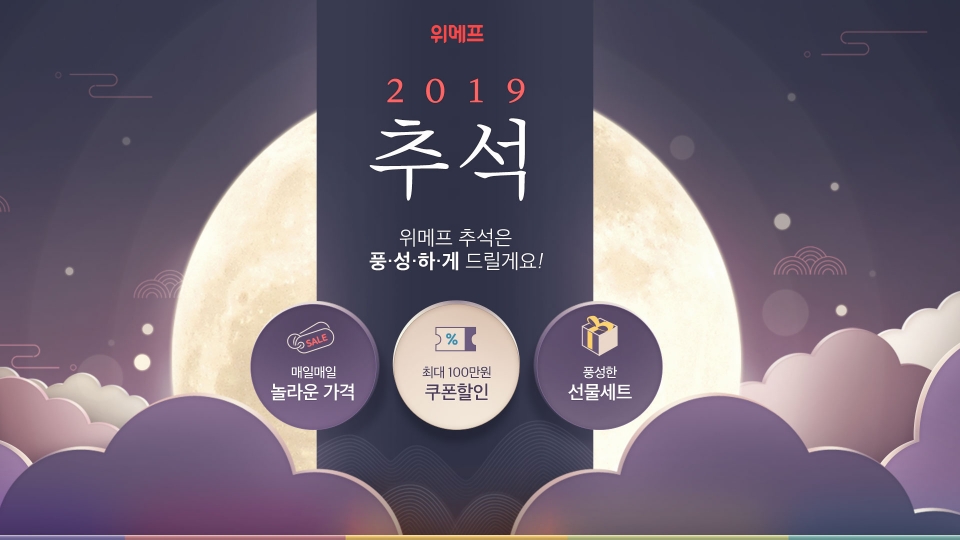 위메프
2019
추석
위메프 추석은
풍·성·하·게 드릴게요!
SALE
매일매일
놀라운 가격
%
최대 100만원
쿠폰할인
풍성한
선물세트